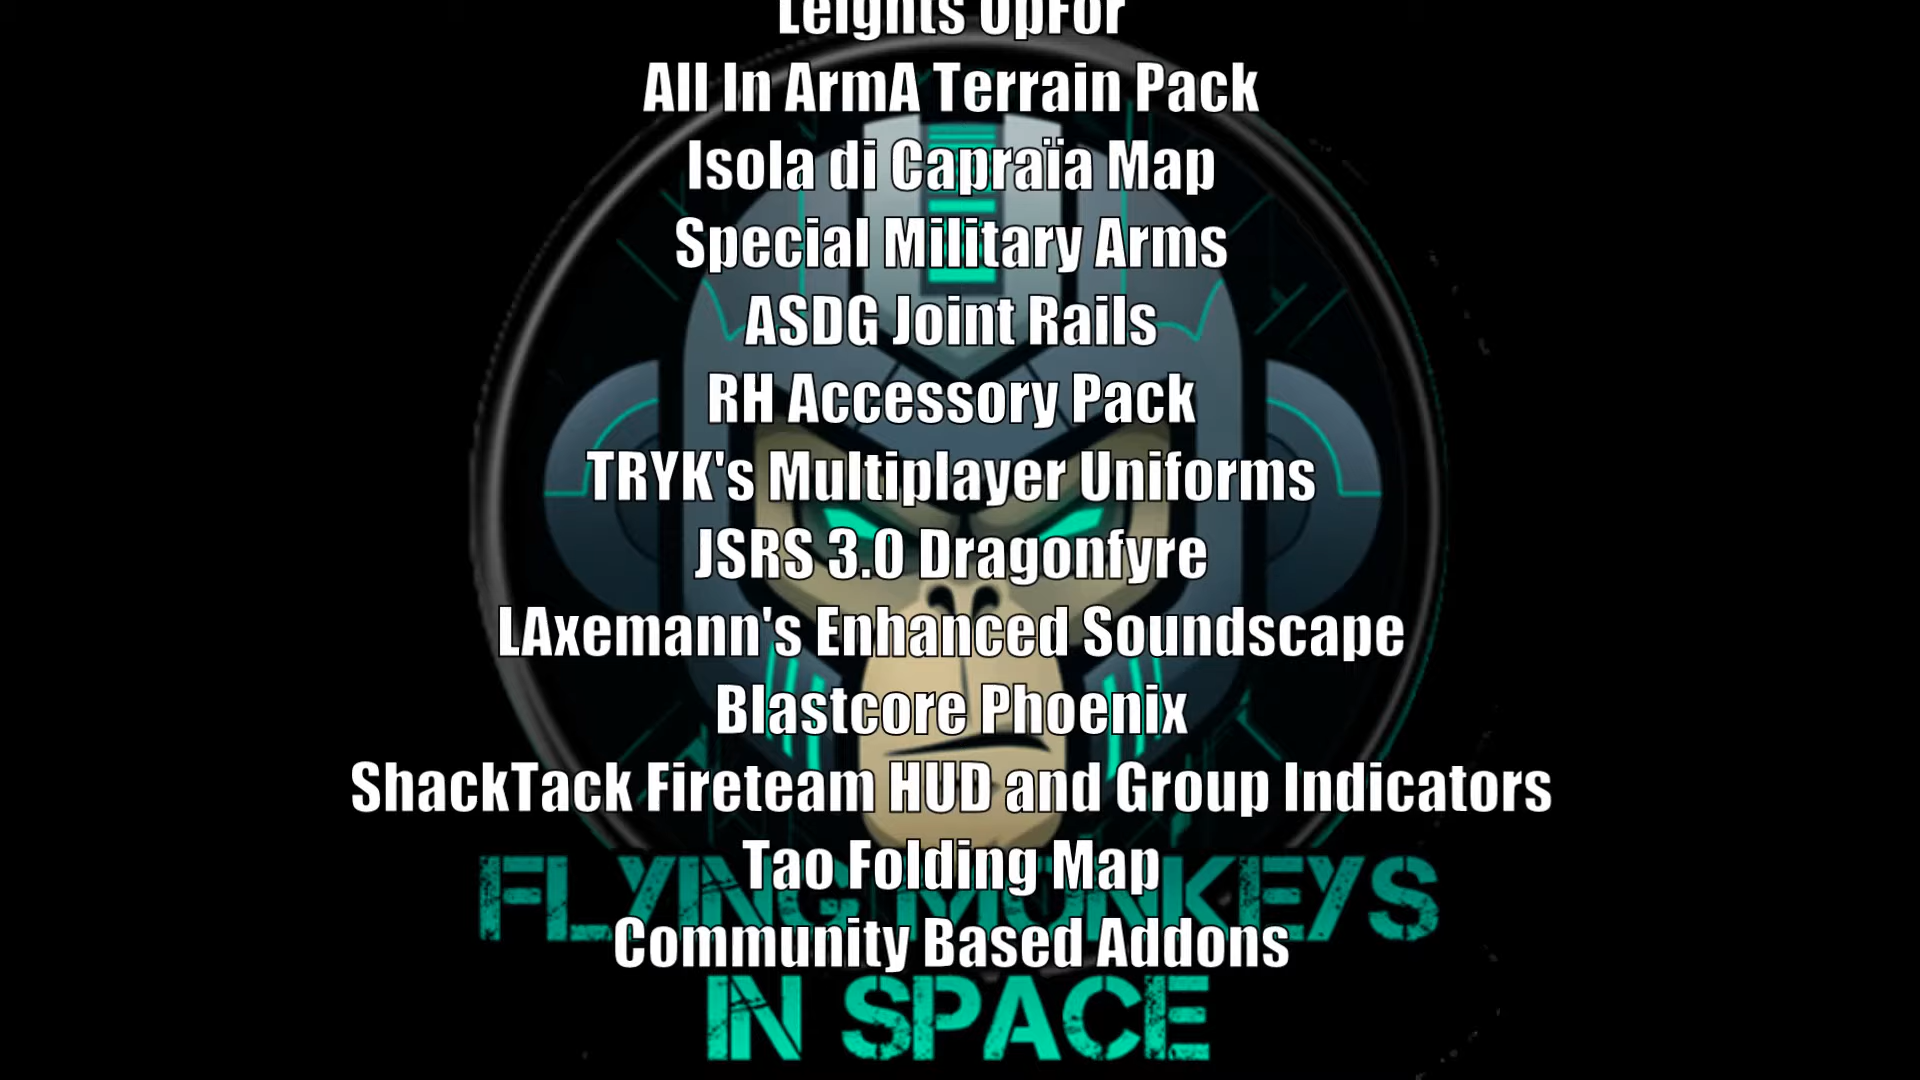 Leights OpFor
All In ArmA Terrain Pack
Isola di Capraïa Map
Special Military Arms
ASDG Joint Rails
RH Accessory Pack
TRYK's Multiplayer Uniforms
JSRS 3.0 Dragonfyre
LAxemann's Enhanced Soundscape
Blastcore Phoenix
ShackTack Fireteam HUD and Group Indicators
Tao Folding Map
FLYING MONKEYS
Community Based Addons
IN SPACE